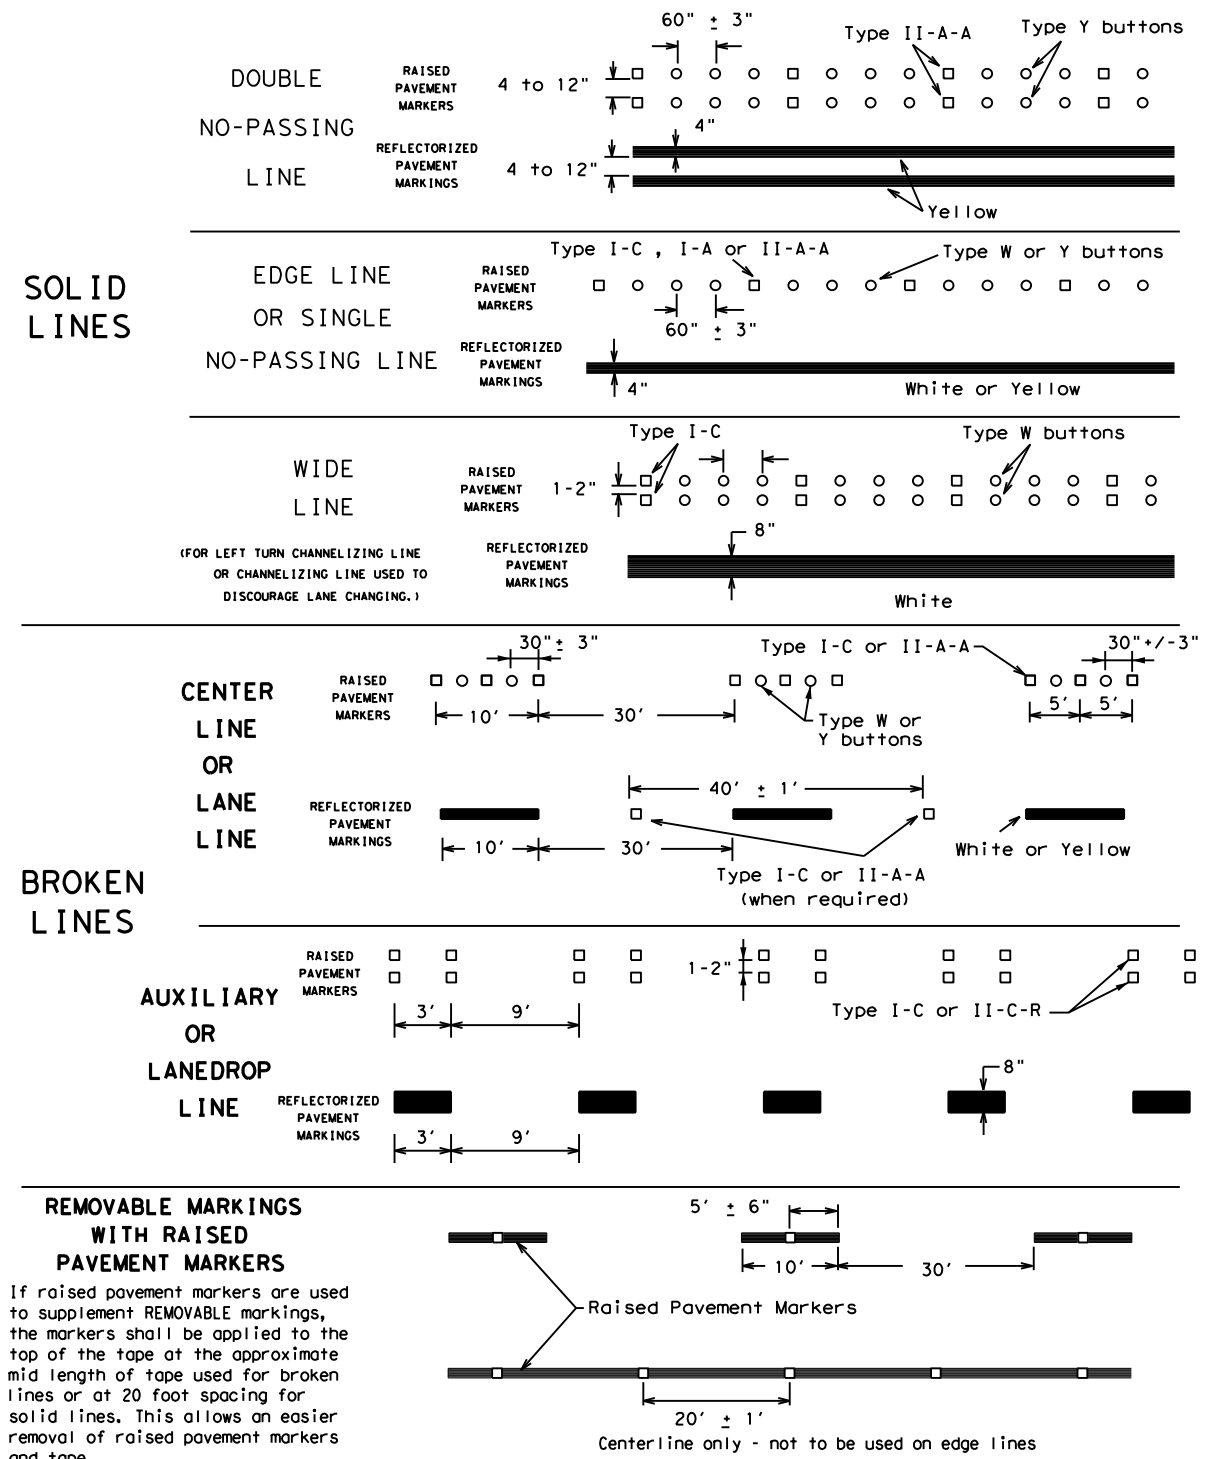 60" ± 3"
Type II-A-A
Type Y buttons
DOUBLE
NO-PASSING
LINE
RAISED
PAVEMENT
MARKERS
4 to 12"
4"
REFLECTORIZED
PAVEMENT
MARKINGS
4 to 12"
Yellow
SOLID
LINES
EDGE LINE
OR SINGLE
NO-PASSING LINE
RAISED
PAVEMENT
MARKERS
Type I-C , I-A or II-A-A
Type W or Y buttons
60" ± 3"
REFLECTORIZED
PAVEMENT
MARKINGS
4"
White or Yellow
WIDE
LINE
(FOR LEFT TURN CHANNELIZING LINE
OR CHANNELIZING LINE USED TO
DISCOURAGE LANE CHANGING.)
RAISED
PAVEMENT
MARKERS
Type I-C
Type W buttons
1-2"
REFLECTORIZED
PAVEMENT
MARKINGS
8"
White
BROKEN
LINES
CENTER
LINE
OR
LANE
LINE
RAISED
PAVEMENT
MARKERS
30" ± 3"
Type I-C or II-A-A
30"+/-3"
10'
30'
Type W or
Y buttons
5'
5'
REFLECTORIZED
PAVEMENT
MARKINGS
40' ± 1'
10'
30'
Type I-C or II-A-A
(when required)
White or Yellow
AUXILIARY
OR
LANEDROP
LINE
RAISED
PAVEMENT
MARKERS
1-2"
3'
9'
Type I-C or II-C-R
REFLECTORIZED
PAVEMENT
MARKINGS
8"
3'
9'
REMOVABLE MARKINGS
WITH RAISED
PAVEMENT MARKERS
If raised pavement markers are used
to supplement REMOVABLE markings,
the markers shall be applied to the
top of the tape at the approximate
mid length of tape used for broken
lines or at 20 foot spacing for
solid lines. This allows an easier
removal of raised pavement markers
and tape
5' ± 6"
10'
30'
Raised Pavement Markers
20' ± 1'
Centerline only - not to be used on edge lines